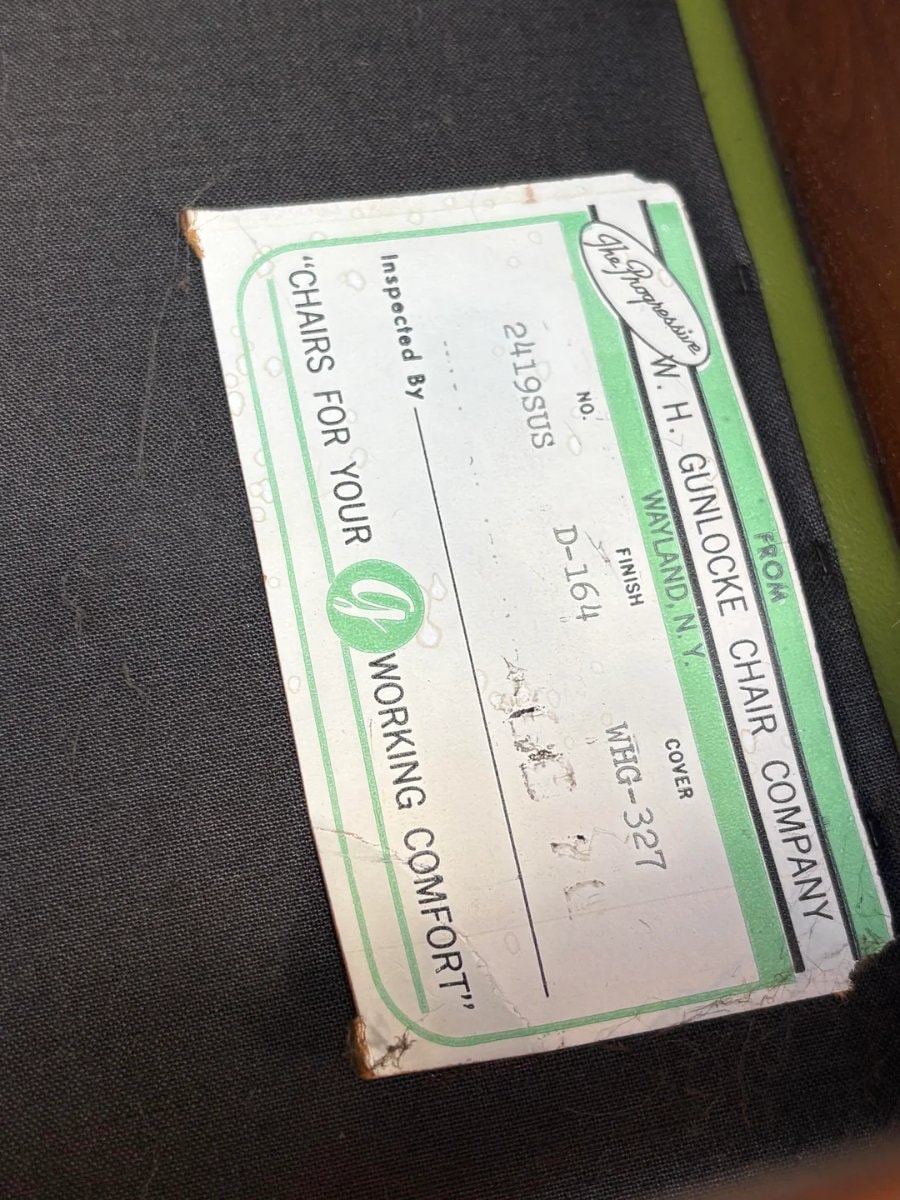 FROM
The Progressive
W. H. GUNLOCKE CHAIR COMPANY
WAYLAND, N. Y.
NO. FINISH COVER
2419SUS D-164 WHG-327
Inspected By
"CHAIRS FOR YOUR g WORKING COMFORT"